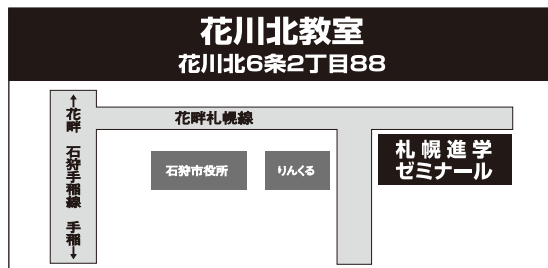 花川北教室
花川北6条2丁目88
↑花畔 石狩手稲線 手稲↓
花畔札幌線
石狩市役所
りんくる
札幌進学
ゼミナール